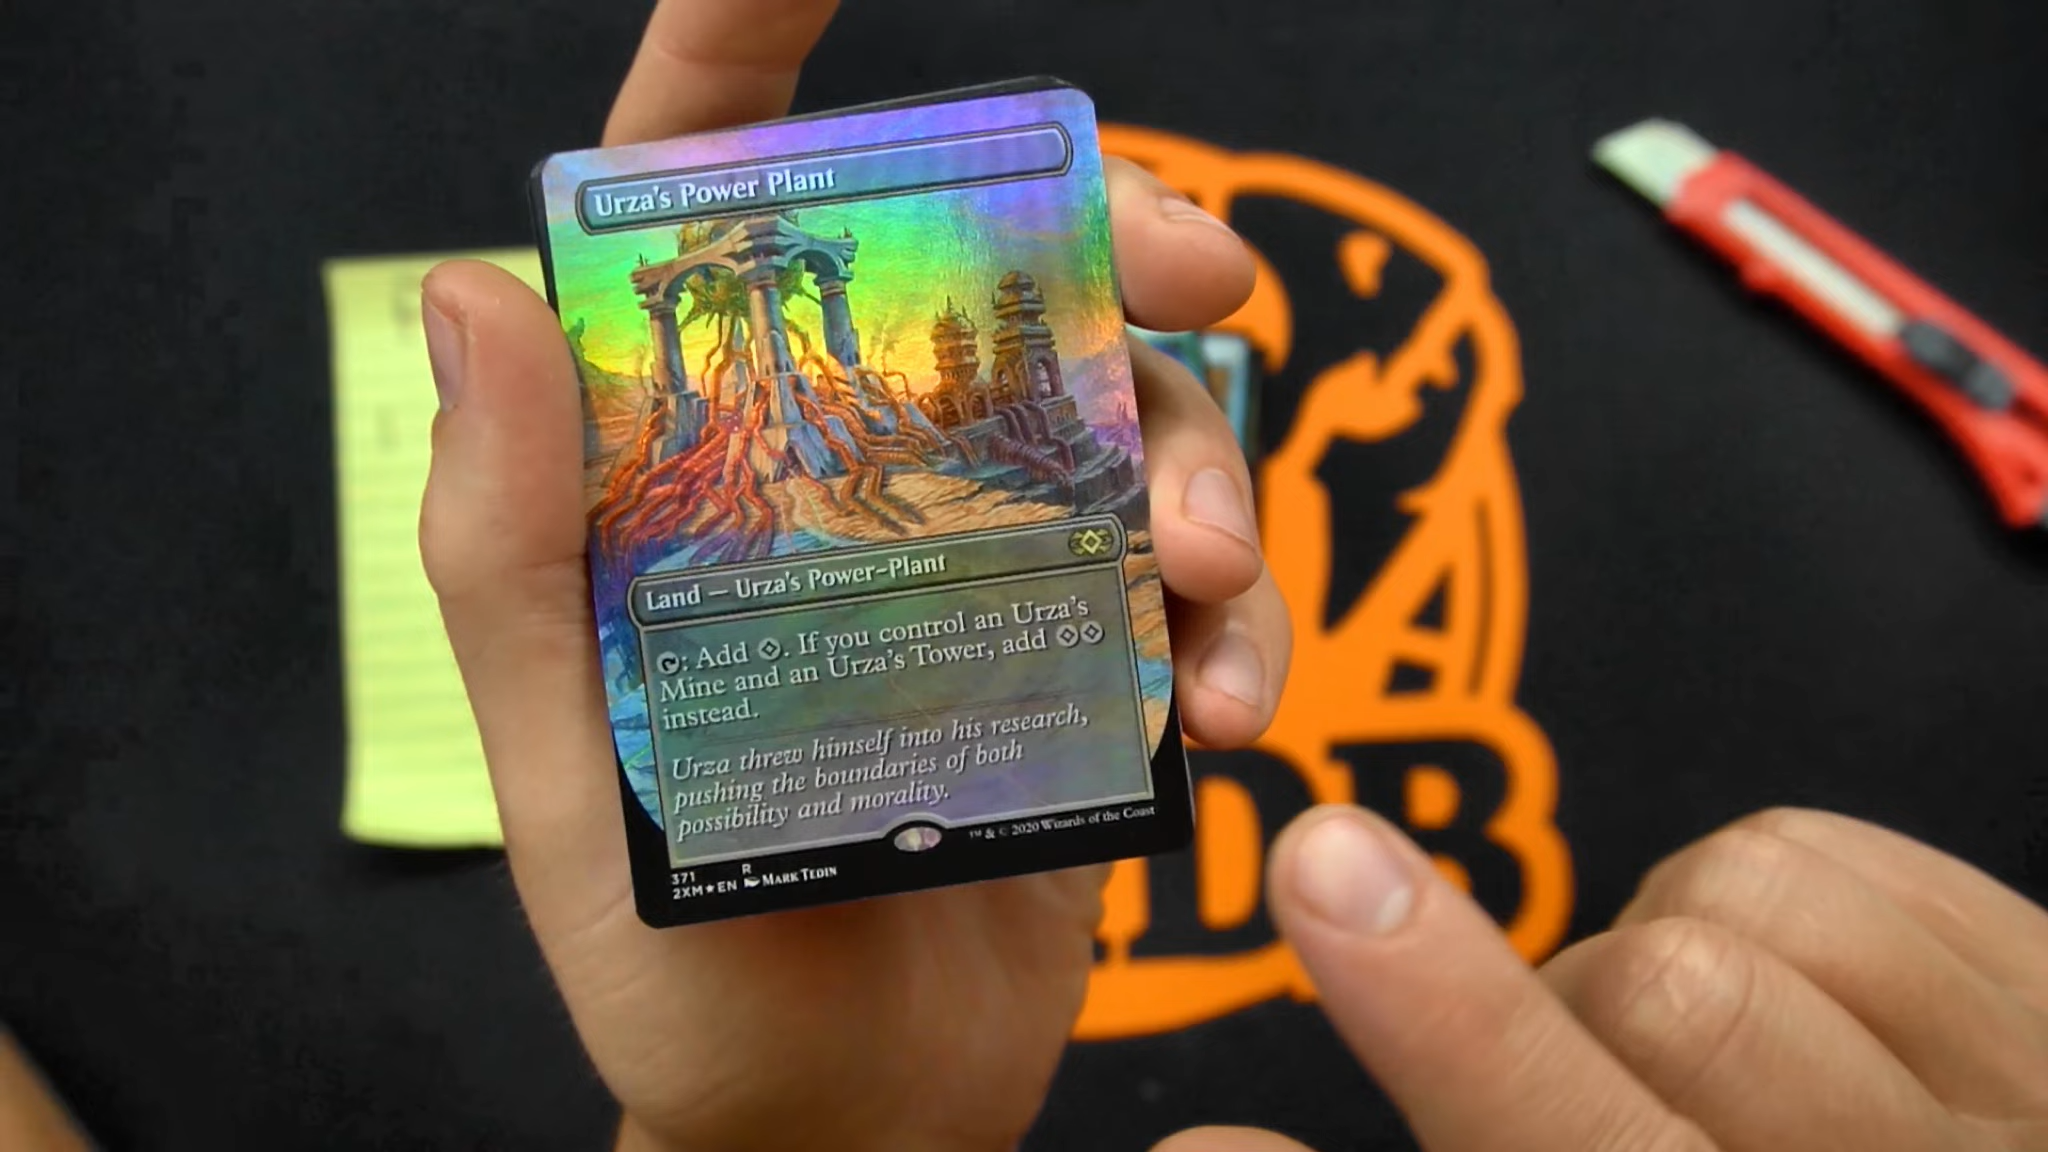 Urza's Power Plant
Land — Urza's Power-Plant
: Add . If you control an Urza's
Mine and an Urza's Tower, add
instead.
Urza threw himself into his research,
pushing the boundaries of both
possibility and morality.
371 R
2XM★EN MARK TEDIN
™ & © 2020 Wizards of the Coast
DB